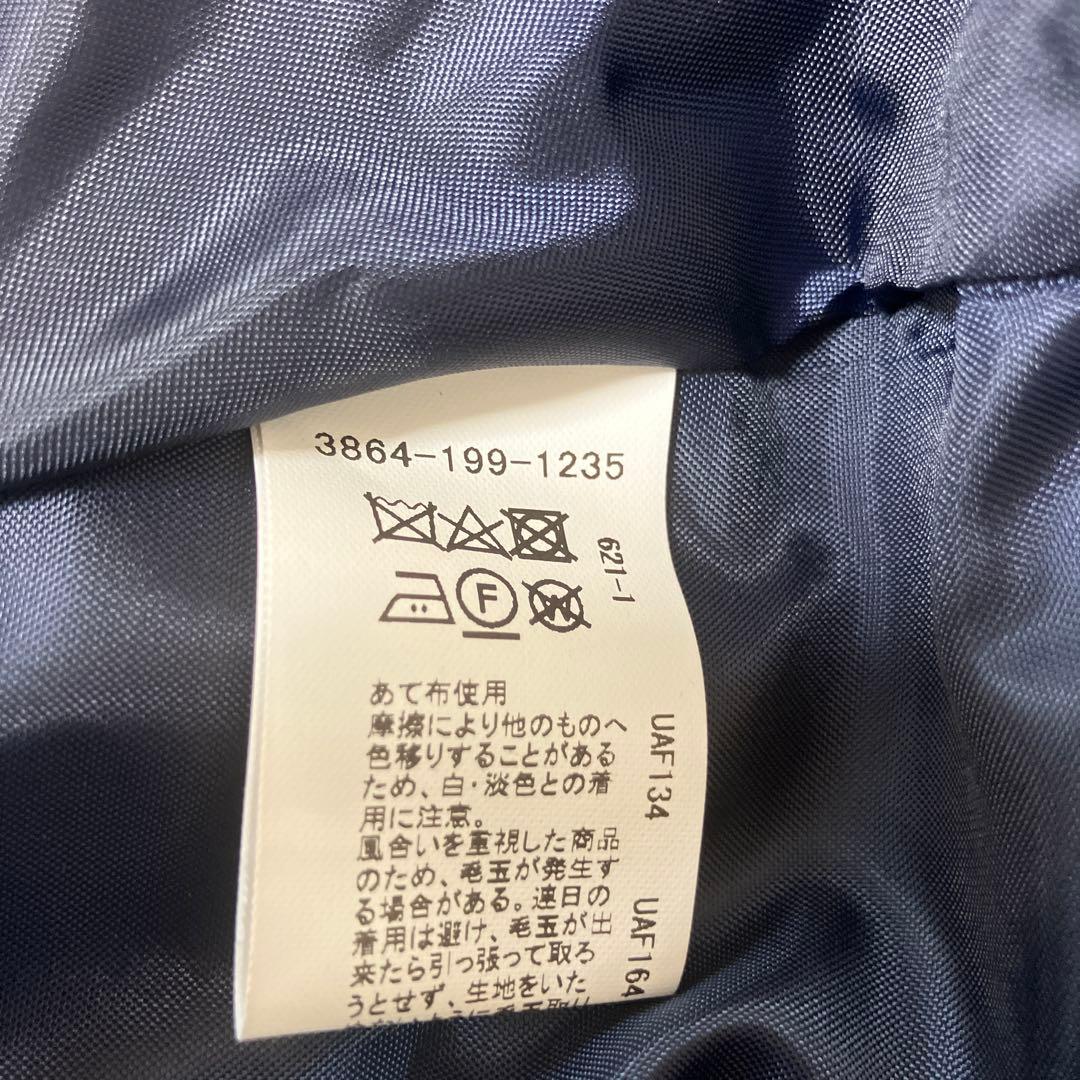 3864-199-1235
621-1
F
W
あて布使用
摩擦により他のものへ
色移りすることがある
ため、白・淡色との着
用に注意。
風合いを重視した商品
のため、毛玉が発生す
る場合がある。連日の
着用は避け、毛玉が出
来たら引っ張って取ろ
うとせず、生地をいた
UAF134
UAF164